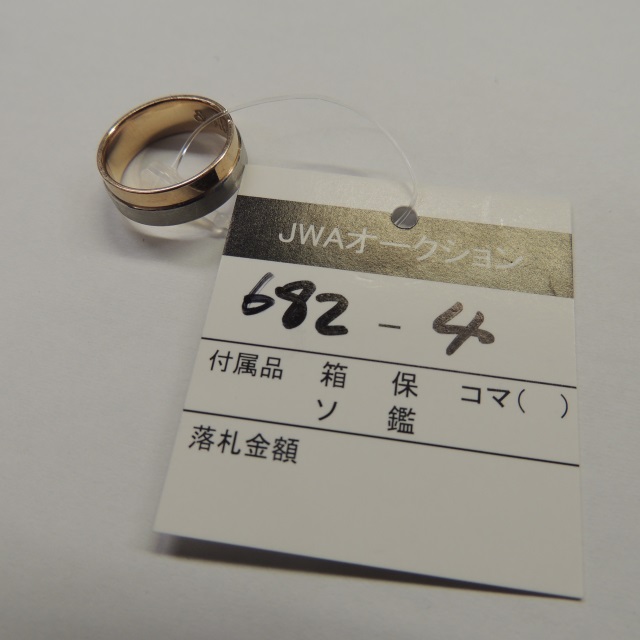 JWAオークション
682-4
付属品 箱 保 コマ( )
ソ 鑑
落札金額